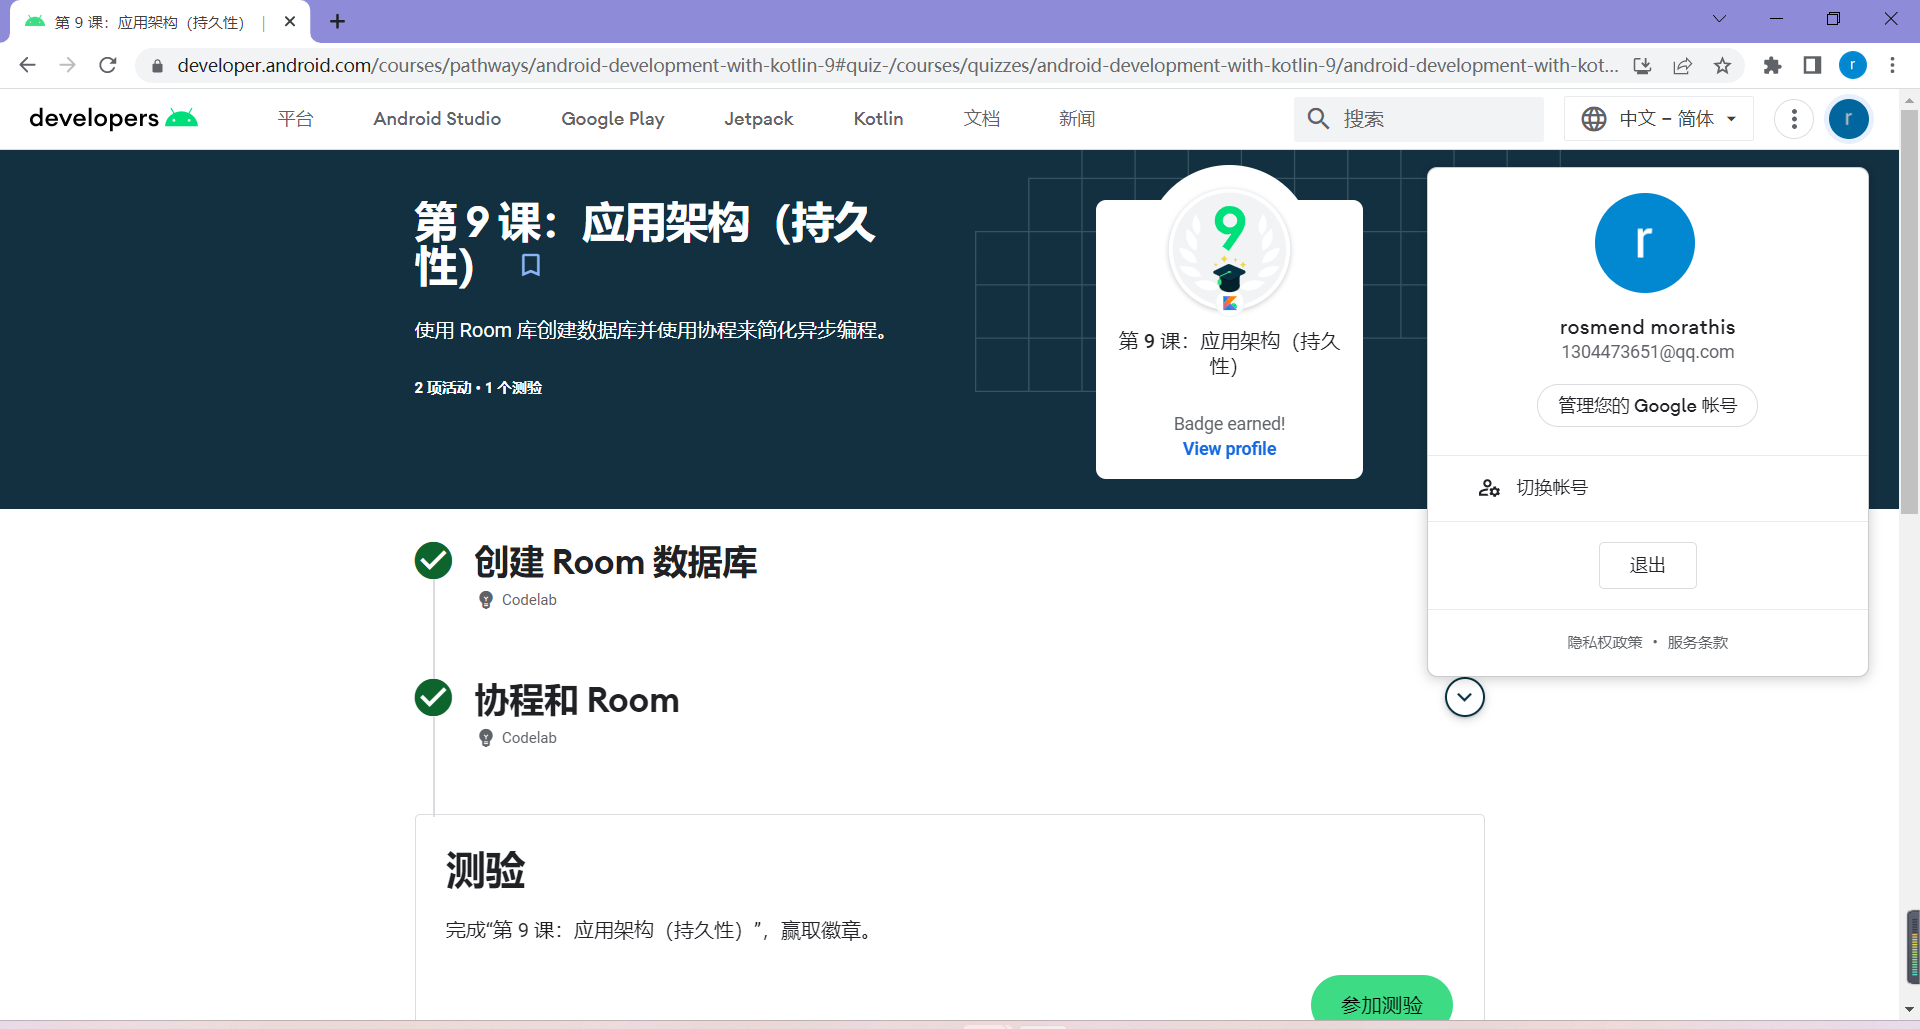 第 9 课：应用架构（持久性） |
developer.android.com/courses/pathways/android-development-with-kotlin-9#quiz-/courses/quizzes/android-development-with-kotlin-9/android-development-with-kot...
r
developers
平台
Android Studio
Google Play
Jetpack
Kotlin
文档
新闻
搜索
中文 – 简体
r
第 9 课：应用架构（持久
性）
使用 Room 库创建数据库并使用协程来简化异步编程。
2 项活动 • 1 个测验
9
第 9 课：应用架构（持久
性）
Badge earned!
View profile
r
rosmend morathis
1304473651@qq.com
管理您的 Google 帐号
切换帐号
退出
隐私权政策 • 服务条款
创建 Room 数据库
Codelab
协程和 Room
Codelab
测验
完成“第 9 课：应用架构（持久性）”，赢取徽章。
参加测验